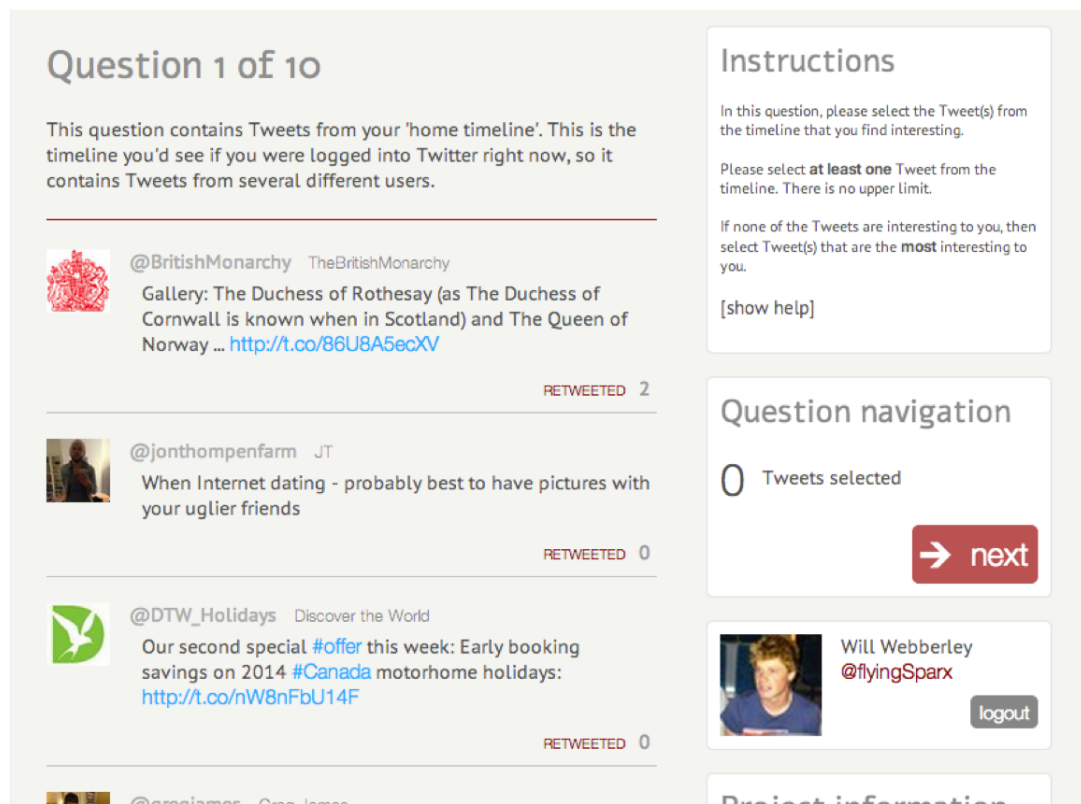 Question 1 of 10
This question contains Tweets from your 'home timeline'. This is the
timeline you'd see if you were logged into Twitter right now, so it
contains Tweets from several different users.
@BritishMonarchy TheBritishMonarchy
Gallery: The Duchess of Rothesay (as The Duchess of
Cornwall is known when in Scotland) and The Queen of
Norway ... http://t.co/86U8A5ecXV
RETWEETED 2
@jonthompenfarm JT
When Internet dating - probably best to have pictures with
your uglier friends
RETWEETED 0
@DTW_Holidays Discover the World
Our second special #offer this week: Early booking
savings on 2014 #Canada motorhome holidays:
http://t.co/nW8nFbU14F
RETWEETED 0
@gregjames Greg James
Instructions
In this question, please select the Tweet(s) from
the timeline that you find interesting.
Please select at least one Tweet from the
timeline. There is no upper limit.
If none of the Tweets are interesting to you, then
select Tweet(s) that are the most interesting to
you.
[show help]
Question navigation
0 Tweets selected
→ next
Will Webberley
@flyingSparx
logout
Project information